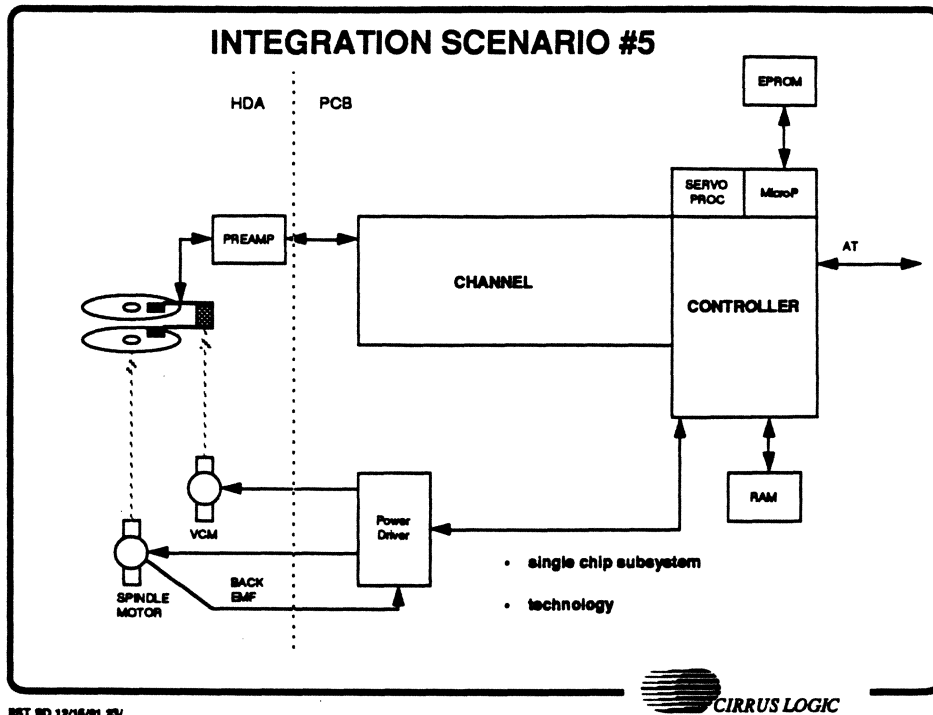 INTEGRATION SCENARIO #5
HDA
PCB
EPROM
SERVO
PROC
MicroP
PREAMP
AT
CHANNEL
CONTROLLER
RAM
VCM
Power
Driver
BACK
EMF
SPINDLE
MOTOR
• single chip subsystem
• technology
CIRRUS LOGIC